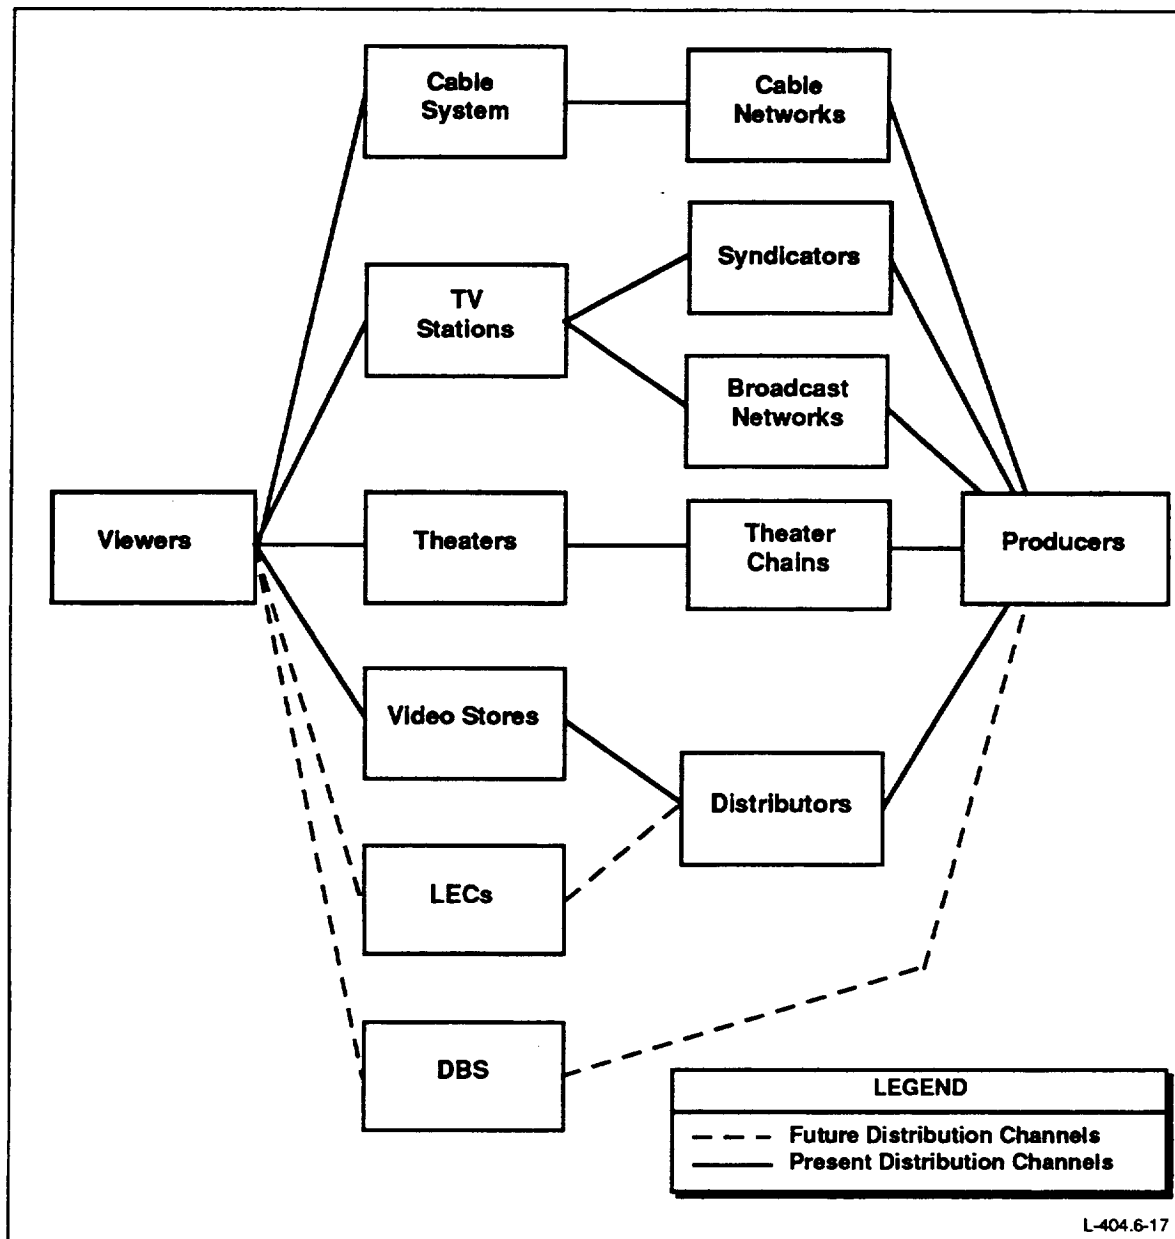 Cable
System
Cable
Networks
Syndicators
TV
Stations
Broadcast
Networks
Viewers
Theaters
Theater
Chains
Producers
Video Stores
Distributors
LECs
DBS
LEGEND
Future Distribution Channels
Present Distribution Channels
L-404.6-17